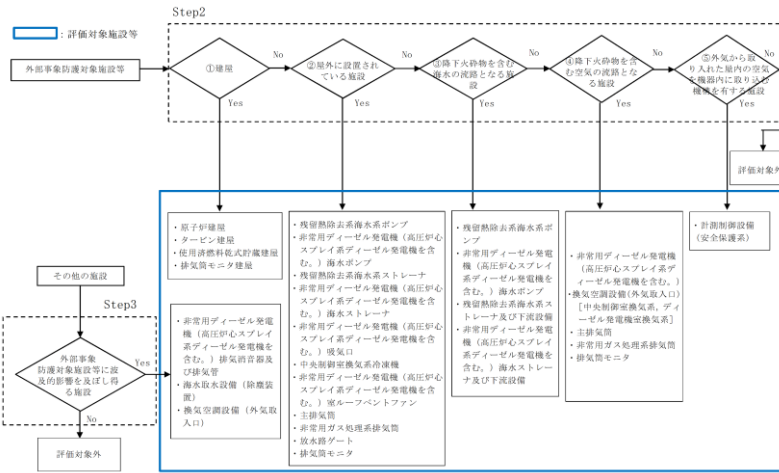 Step2
：評価対象施設等
外部事象防護対象施設等
①建屋
No
②屋外に設置され
ている施設
No
③降下火砕物を含む
海水の流路となる施
設
No
④降下火砕物を含
む空気の流路とな
る施設
No
⑤外気から取
り入れた屋内の空気
を機器内に取り込む
機構を有する施設
Yes
Yes
Yes
Yes
Yes
評価対象外
・原子炉建屋
・タービン建屋
・使用済燃料乾式貯蔵建屋
・排気筒モニタ建屋
・残留熱除去系海水系ポンプ
・非常用ディーゼル発電機（高圧炉心
スプレイ系ディーゼル発電機を含
む。）海水ポンプ
・残留熱除去系海水系ストレーナ
・非常用ディーゼル発電機（高圧炉心
スプレイ系ディーゼル発電機を含
む。）海水ストレーナ
・非常用ディーゼル発電機（高圧炉心
スプレイ系ディーゼル発電機を含
む。）吸気口
・中央制御室換気系冷凍機
・非常用ディーゼル発電機（高圧炉心ス
プレイ系ディーゼル発電機を含
む。）室ルーフベントファン
・主排気筒
・非常用ガス処理系排気筒
・放水路ゲート
・排気筒モニタ
・残留熱除去系海水系ポ
ンプ
・非常用ディーゼル発電
機（高圧炉心スプレイ
系ディーゼル発電機を
含む。）海水ポンプ
・残留熱除去系海水系ス
トレーナ及び下流設備
・非常用ディーゼル発電
機（高圧炉心スプレイ
系ディーゼル発電機を
含む。）海水ストレー
ナ及び下流設備
・非常用ディーゼル発電機
（高圧炉心スプレイ系ディ
ーゼル発電機を含む。）
・換気空調設備（外気取入口）
［中央制御室換気系，ディ
ーゼル発電機室換気系］
・主排気筒
・非常用ガス処理系排気筒
・排気筒モニタ
・計測制御設備
（安全保護系）
その他の施設
Step3
外部事象
防護対象施設等に波
及的影響を及ぼし得
る施設
Yes
No
評価対象外
・非常用ディーゼル発電
機（高圧炉心スプレイ
系ディーゼル発電機を
含む。）排気消音器及
び排気管
・海水取水設備（除塵装
置）
・換気空調設備（外気取
入口）